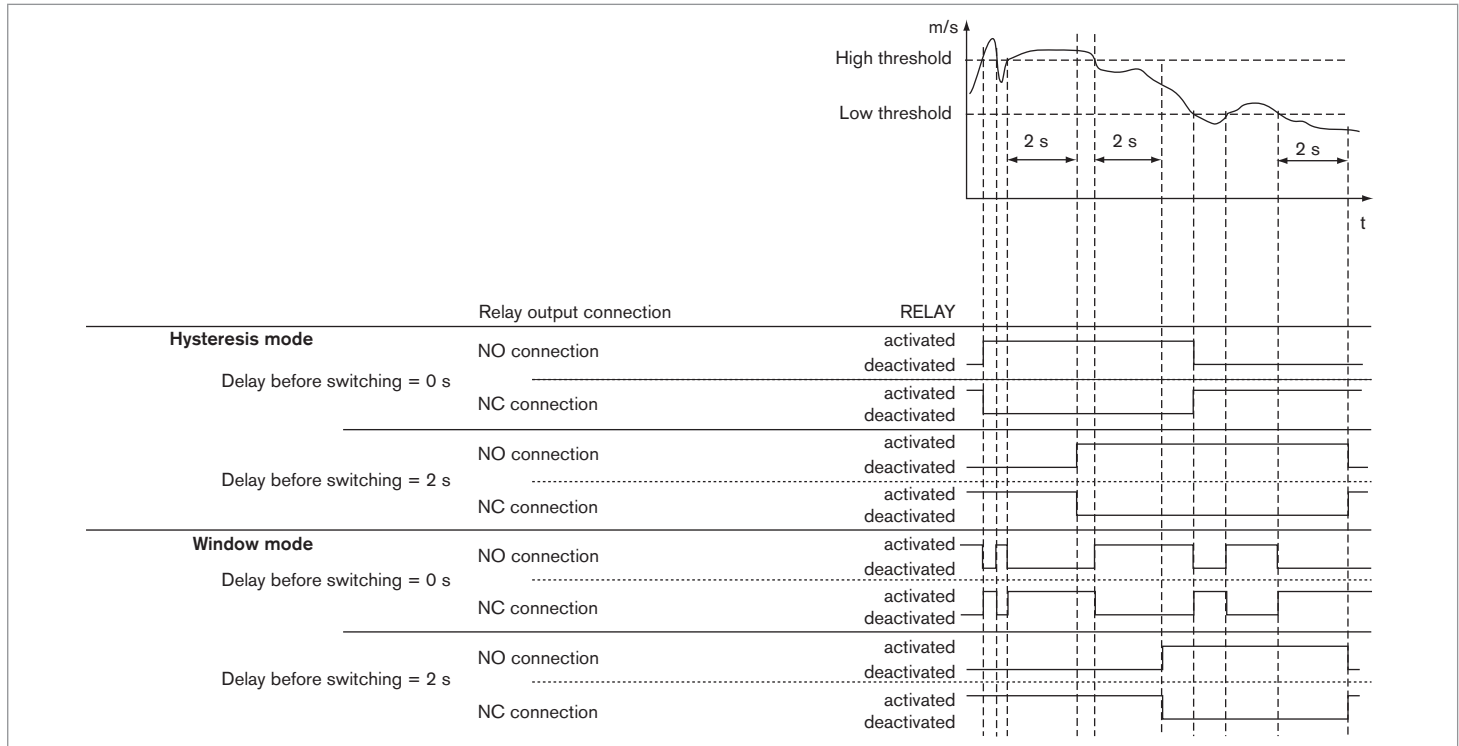 m/s
High threshold
Low threshold
2 s 2 s 2 s
t
Relay output connection RELAY
Hysteresis mode
NO connection activated
deactivated
Delay before switching = 0 s
NC connection activated
deactivated
NO connection activated
deactivated
Delay before switching = 2 s
NC connection activated
deactivated
Window mode
NO connection activated
deactivated
Delay before switching = 0 s
NC connection activated
deactivated
NO connection activated
deactivated
Delay before switching = 2 s
NC connection activated
deactivated